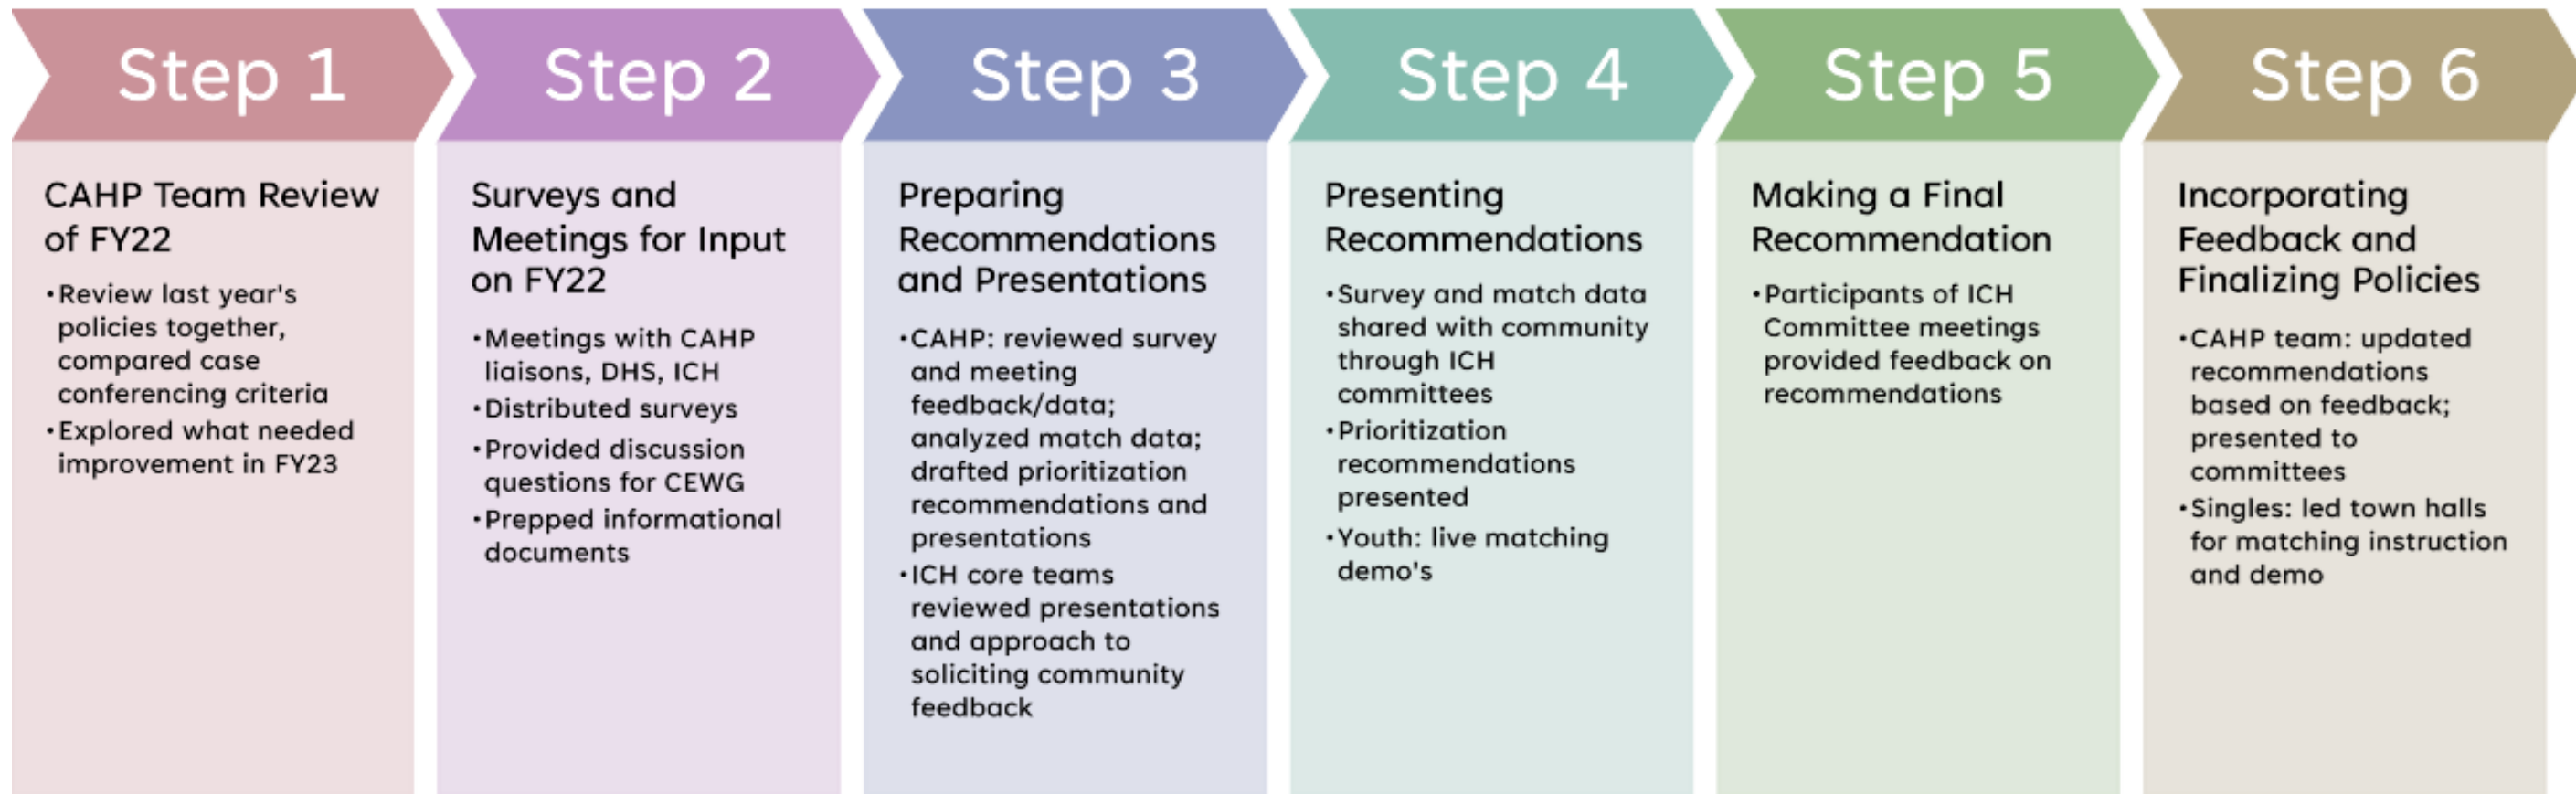 Step 1
CAHP Team Review
of FY22
•Review last year's
policies together,
compared case
conferencing criteria
•Explored what needed
improvement in FY23
Step 2
Surveys and
Meetings for Input
on FY22
•Meetings with CAHP
liaisons, DHS, ICH
•Distributed surveys
•Provided discussion
questions for CEWG
•Prepped informational
documents
Step 3
Preparing
Recommendations
and Presentations
•CAHP: reviewed survey
and meeting
feedback/data;
analyzed match data;
drafted prioritization
recommendations and
presentations
•ICH core teams
reviewed presentations
and approach to
soliciting community
feedback
Step 4
Presenting
Recommendations
•Survey and match data
shared with community
through ICH
committees
•Prioritization
recommendations
presented
•Youth: live matching
demo's
Step 5
Making a Final
Recommendation
•Participants of ICH
Committee meetings
provided feedback on
recommendations
Step 6
Incorporating
Feedback and
Finalizing Policies
•CAHP team: updated
recommendations
based on feedback;
presented to
committees
•Singles: led town halls
for matching instruction
and demo